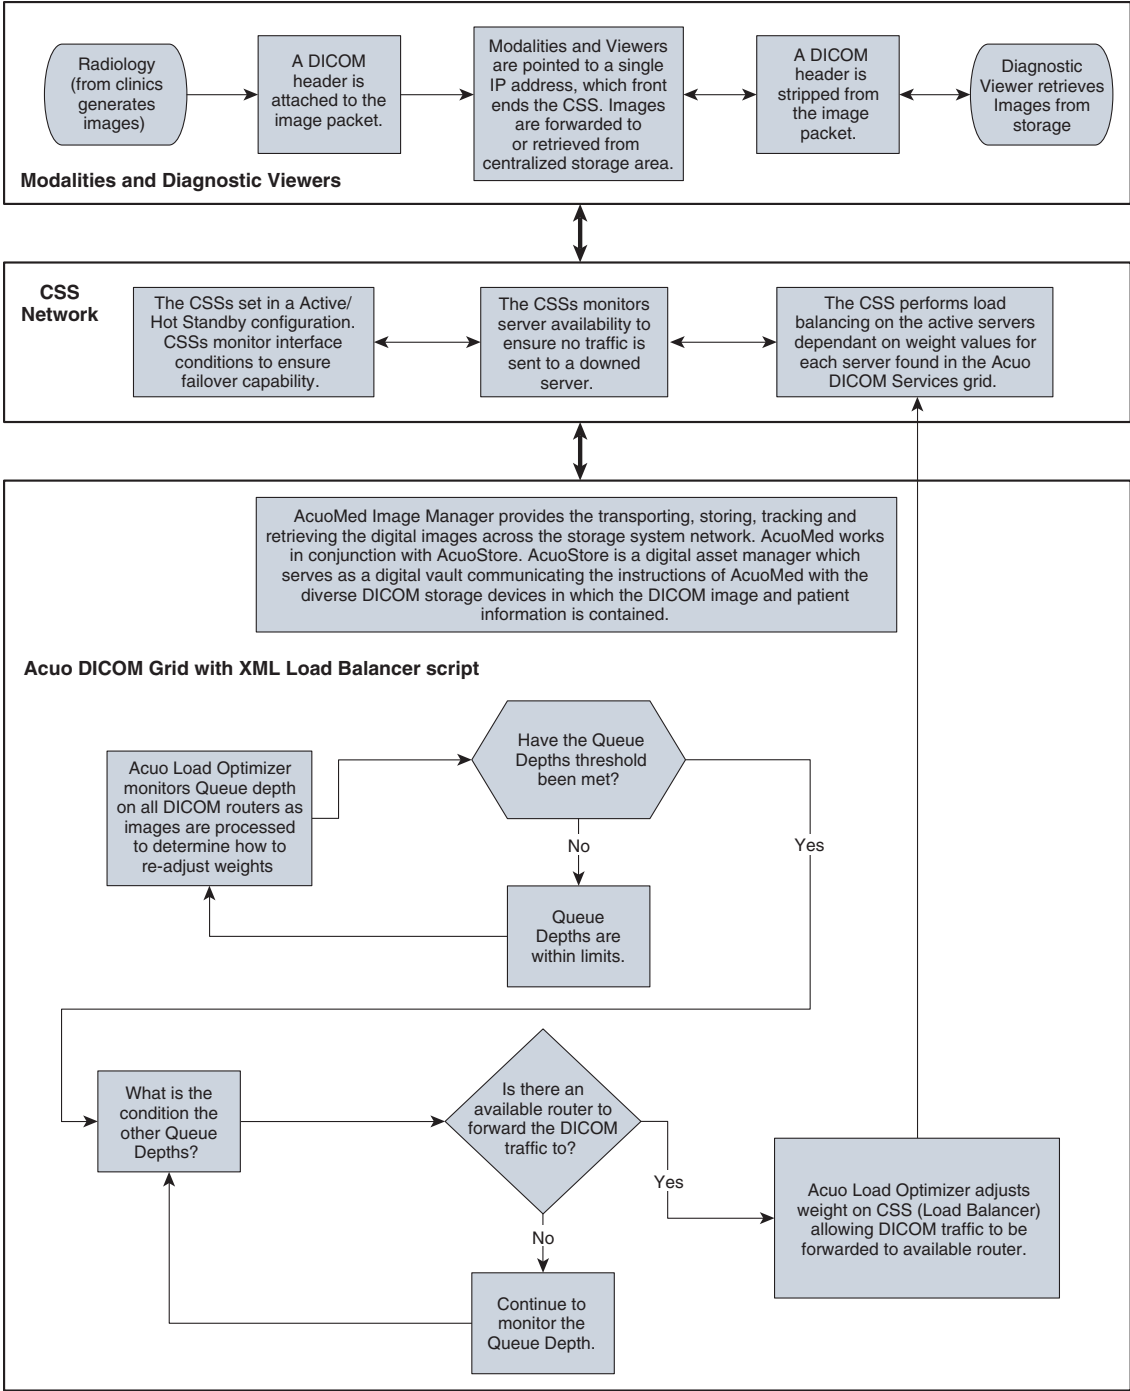 Radiology
(from clinics
generates
images)
A DICOM
header is
attached to the
image packet.
Modalities and Viewers
are pointed to a single
IP address, which front
ends the CSS. Images
are forwarded to
or retrieved from
centralized storage area.
A DICOM
header is
stripped from
the image
packet.
Diagnostic
Viewer retrieves
Images from
storage
Modalities and Diagnostic Viewers
CSS
Network
The CSSs set in a Active/
Hot Standby configuration.
CSSs monitor interface
conditions to ensure
failover capability.
The CSSs monitors
server availability to
ensure no traffic is
sent to a downed
server.
The CSS performs load
balancing on the active servers
dependant on weight values for
each server found in the Acuo
DICOM Services grid.
AcuoMed Image Manager provides the transporting, storing, tracking and
retrieving the digital images across the storage system network. AcuoMed works
in conjunction with AcuoStore. AcuoStore is a digital asset manager which
serves as a digital vault communicating the instructions of AcuoMed with the
diverse DICOM storage devices in which the DICOM image and patient
information is contained.
Acuo DICOM Grid with XML Load Balancer script
Acuo Load Optimizer
monitors Queue depth
on all DICOM routers as
images are processed
to determine how to
re-adjust weights
Have the Queue
Depths threshold
been met?
No
Yes
Queue
Depths are
within limits.
What is the
condition the
other Queue
Depths?
Is there an
available router to
forward the DICOM
traffic to?
Yes
No
Acuo Load Optimizer adjusts
weight on CSS (Load Balancer)
allowing DICOM traffic to be
forwarded to available router.
Continue to
monitor the
Queue Depth.